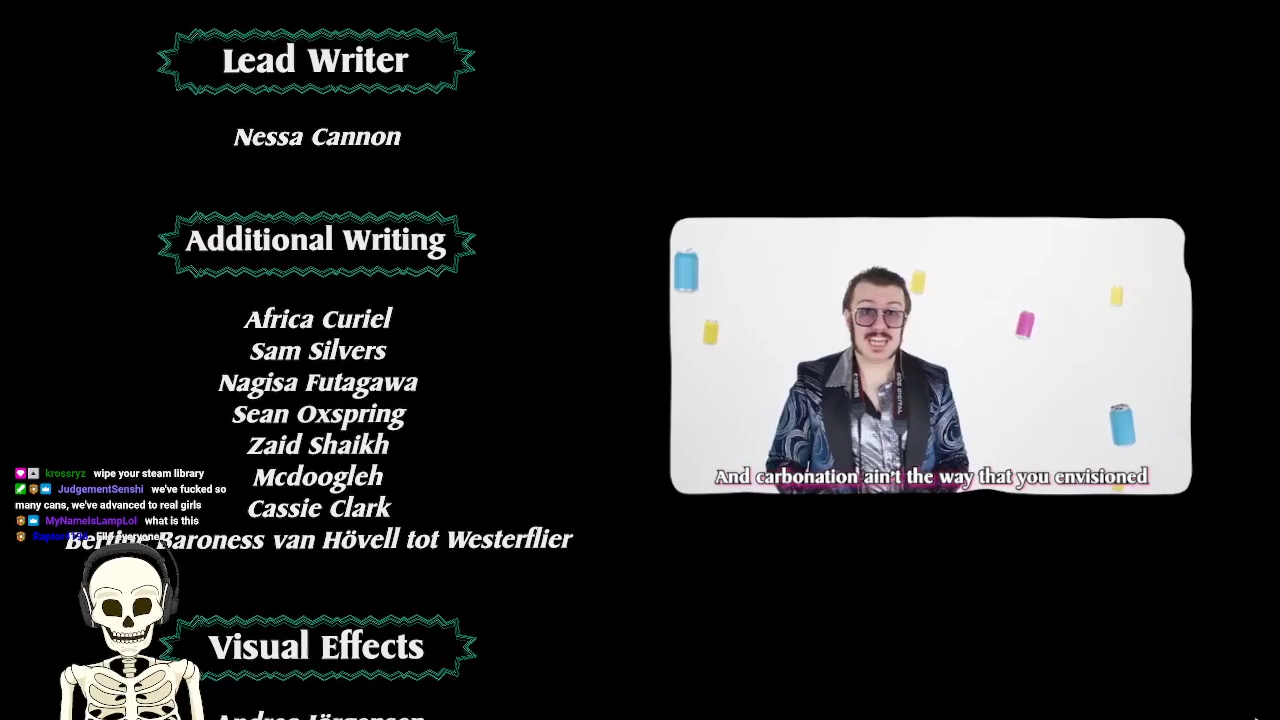 Lead Writer
Nessa Cannon
Additional Writing
Africa Curiel
Sam Silvers
Nagisa Futagawa
Sean Oxspring
Zaid Shaikh
Mcdoogleh
Cassie Clark
Baroness van Hövell tot Westerflier
Visual Effects
And carbonation ain't the way that you envisioned
krossryz wipe your steam library
JudgementSenshi we've fucked so
many cans, we've advanced to real girls
MyNameIsLampLol what is this
everyone